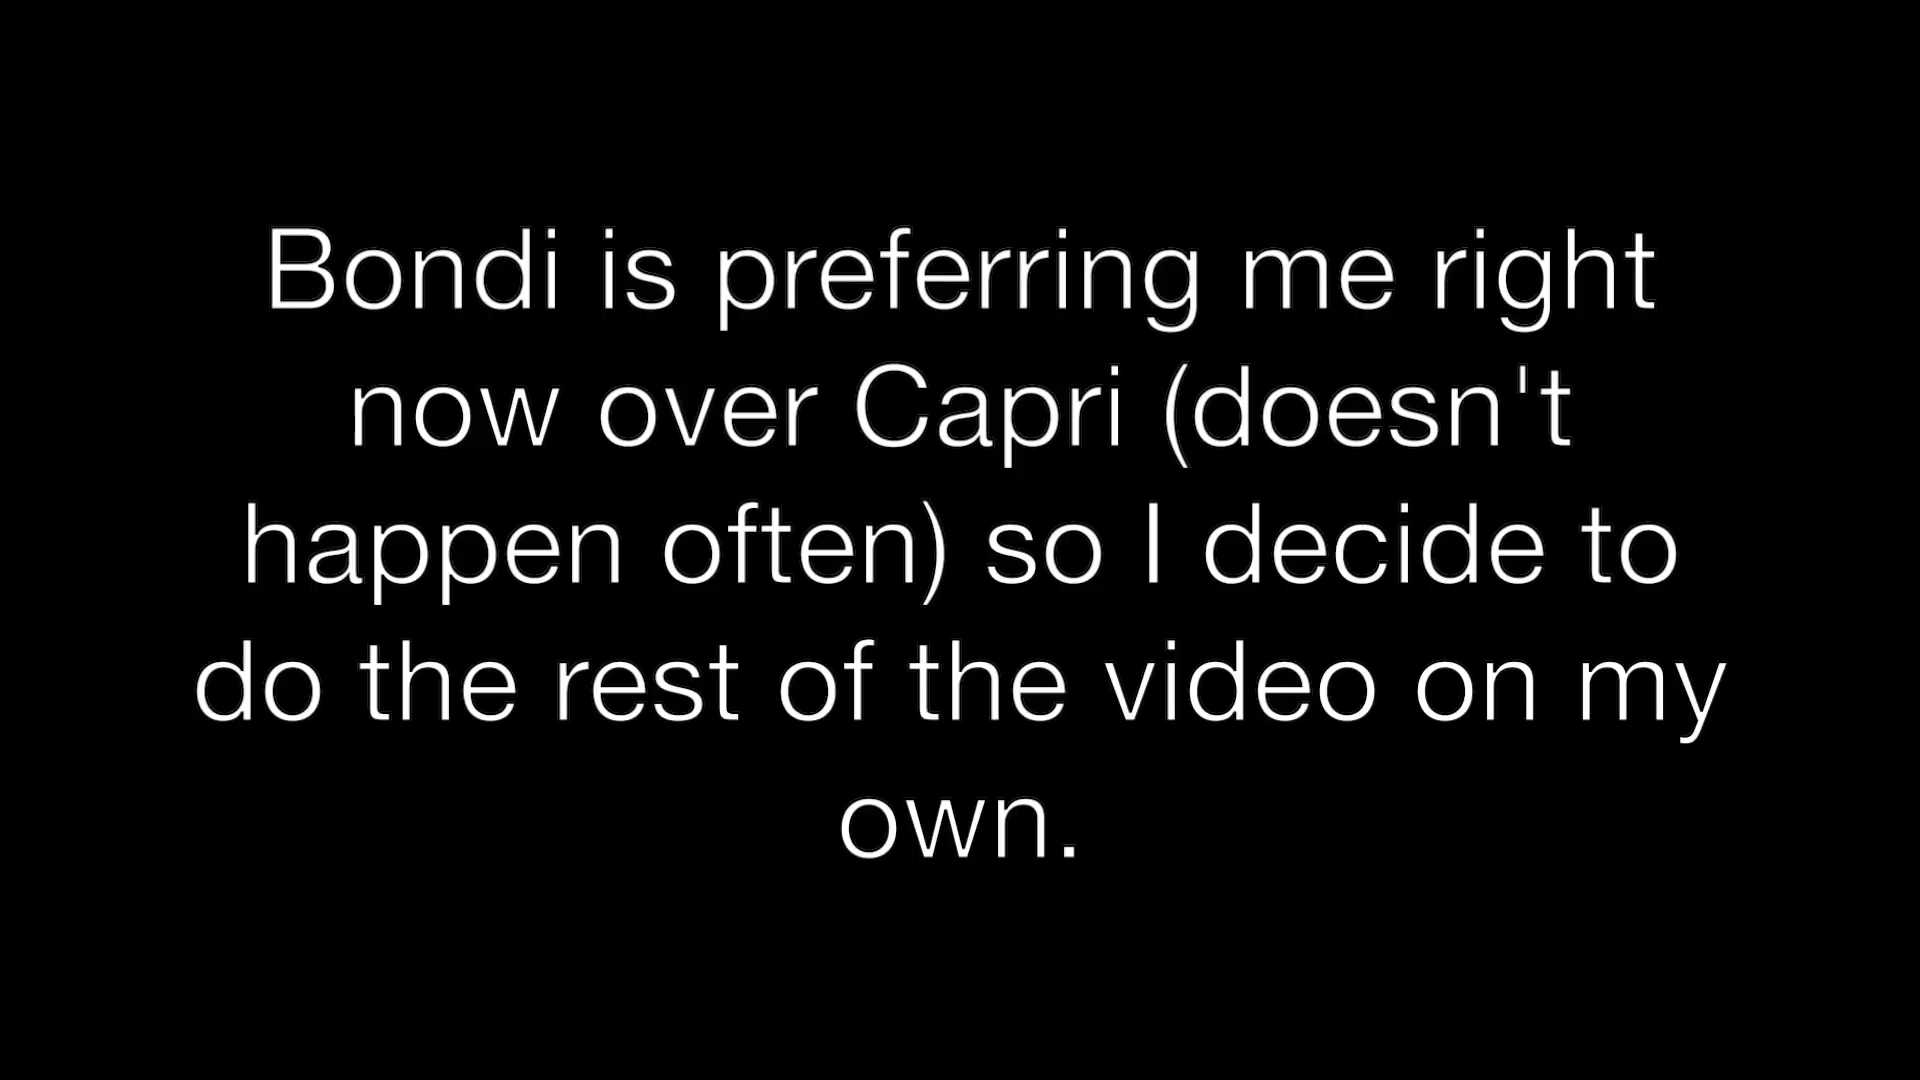 Bondi is preferring me right
now over Capri (doesn't
happen often) so I decide to
do the rest of the video on my
own.